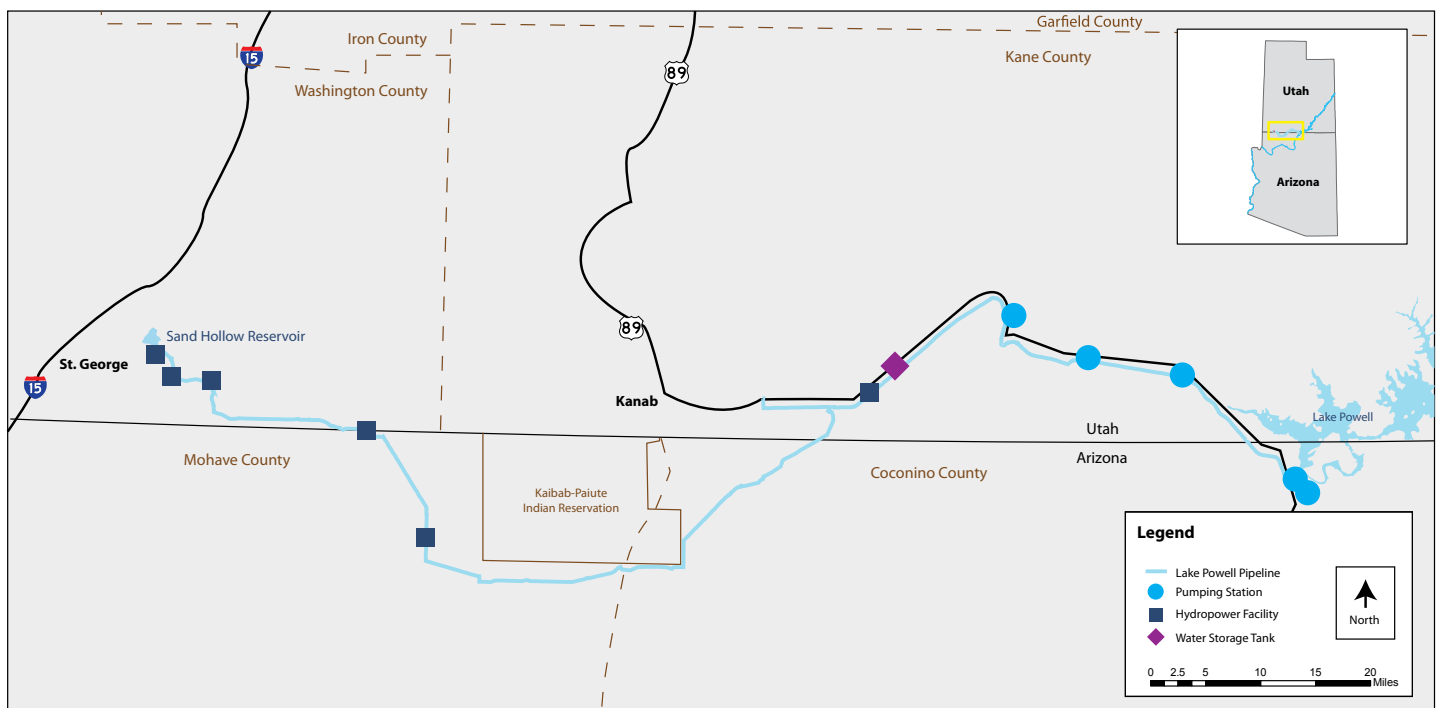 Garfield County
Iron County
15
Kane County
89
Washington County
Utah
Arizona
89
Sand Hollow Reservoir
St. George
15
Kanab
Lake Powell
Utah
Arizona
Mohave County
Coconino County
Kaibab-Paiute
Indian Reservation
Legend
Lake Powell Pipeline
Pumping Station
Hydropower Facility
Water Storage Tank
North
0 2.5 5 10 15 20
Miles